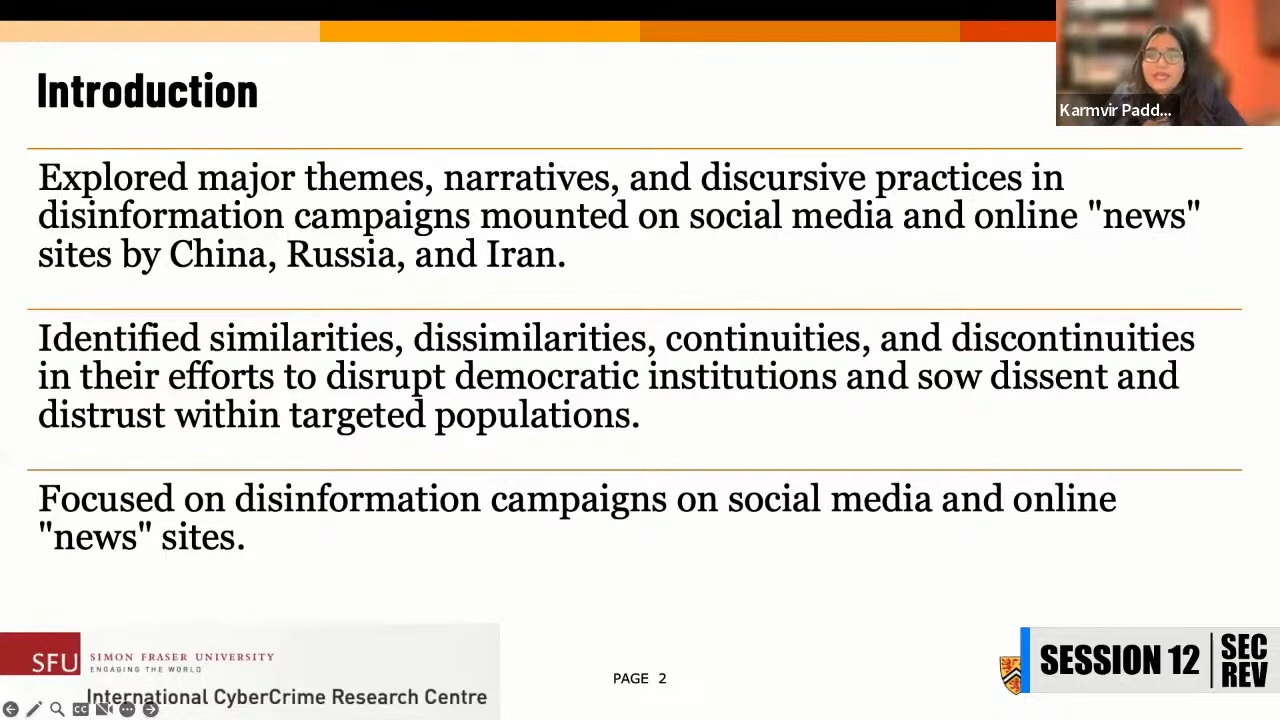 Introduction
Karmvir Padd...
Explored major themes, narratives, and discursive practices in
disinformation campaigns mounted on social media and online "news"
sites by China, Russia, and Iran.
Identified similarities, dissimilarities, continuities, and discontinuities
in their efforts to disrupt democratic institutions and sow dissent and
distrust within targeted populations.
Focused on disinformation campaigns on social media and online
"news" sites.
SFU
SIMON FRASER UNIVERSITY
ENGAGING THE WORLD
International CyberCrime Research Centre
PAGE 2
SESSION 12
SEC
REV